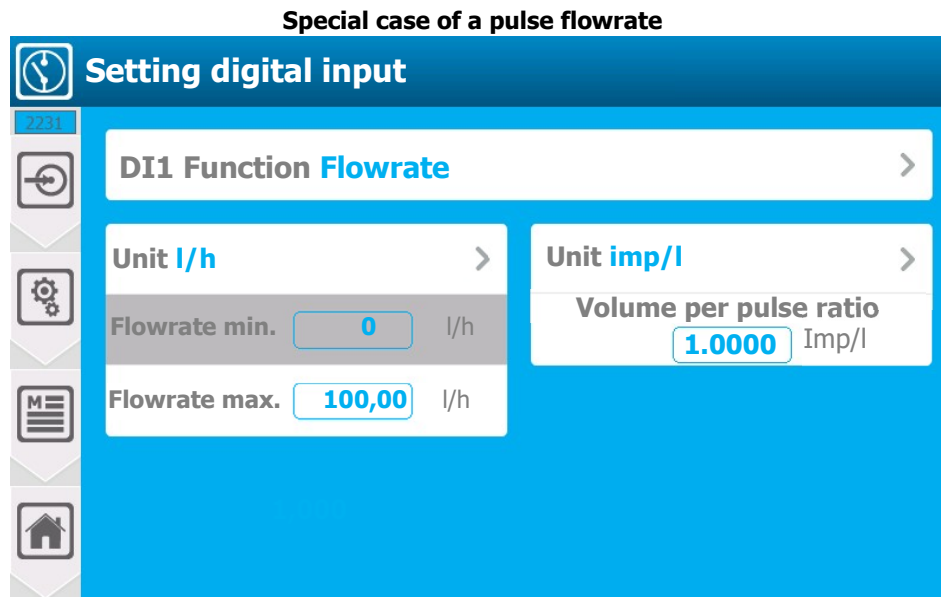 Special case of a pulse flowrate
Setting digital input
2231
DI1 Function Flowrate
Unit l/h
Unit imp/l
Flowrate min. 0 l/h
Volume per pulse ratio
1.0000 Imp/l
Flowrate max. 100,00 l/h
M